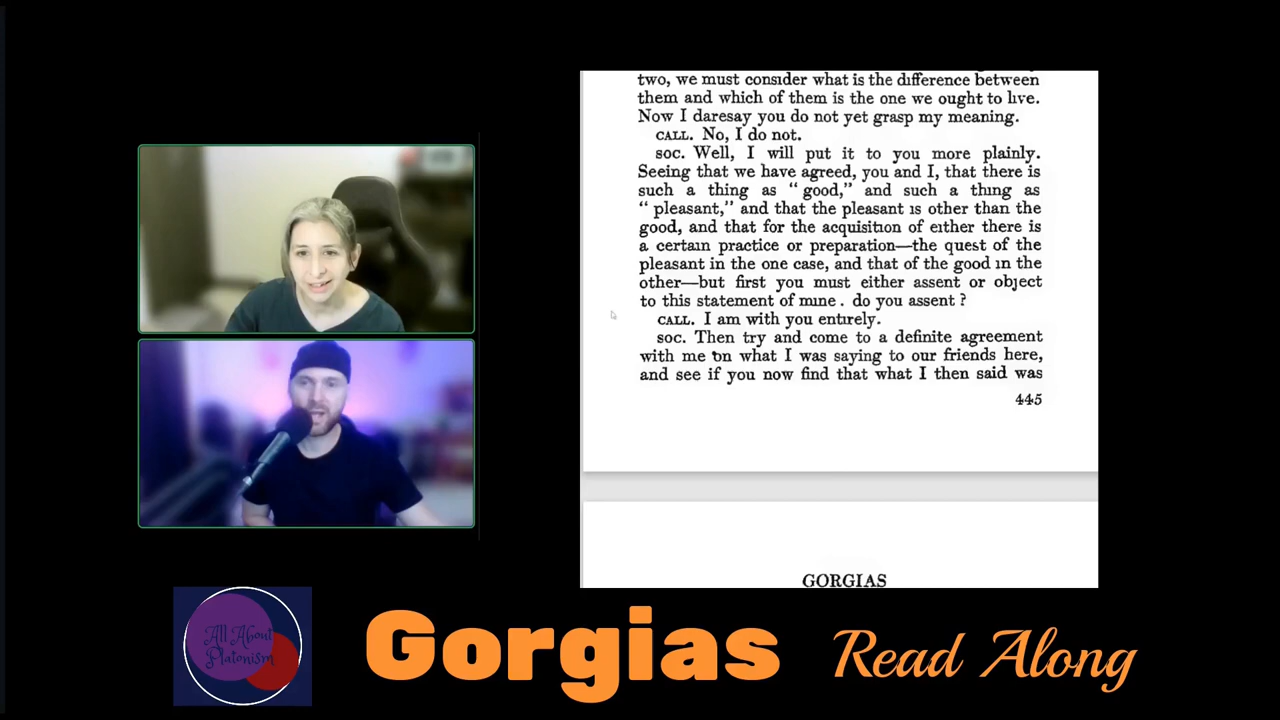 two, we must consider what is the difference between
them and which of them is the one we ought to live.
Now I daresay you do not yet grasp my meaning.
CALL. No, I do not.
SOC. Well, I will put it to you more plainly.
Seeing that we have agreed, you and I, that there is
such a thing as “ good,” and such a thing as
“ pleasant,” and that the pleasant is other than the
good, and that for the acquisition of either there is
a certain practice or preparation—the quest of the
pleasant in the one case, and that of the good in the
other—but first you must either assent or object
to this statement of mine . do you assent ?
CALL. I am with you entirely.
SOC. Then try and come to a definite agreement
with me on what I was saying to our friends here,
and see if you now find that what I then said was
445
GORGIAS
All About
Platonism
Gorgias Read Along